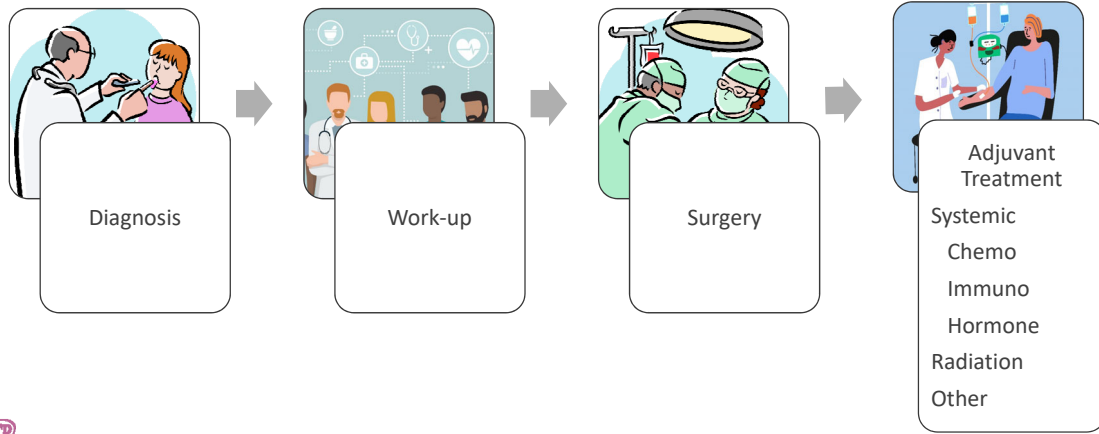 Diagnosis
Work-up
Surgery
Adjuvant
Treatment
Systemic
Chemo
Immuno
Hormone
Radiation
Other